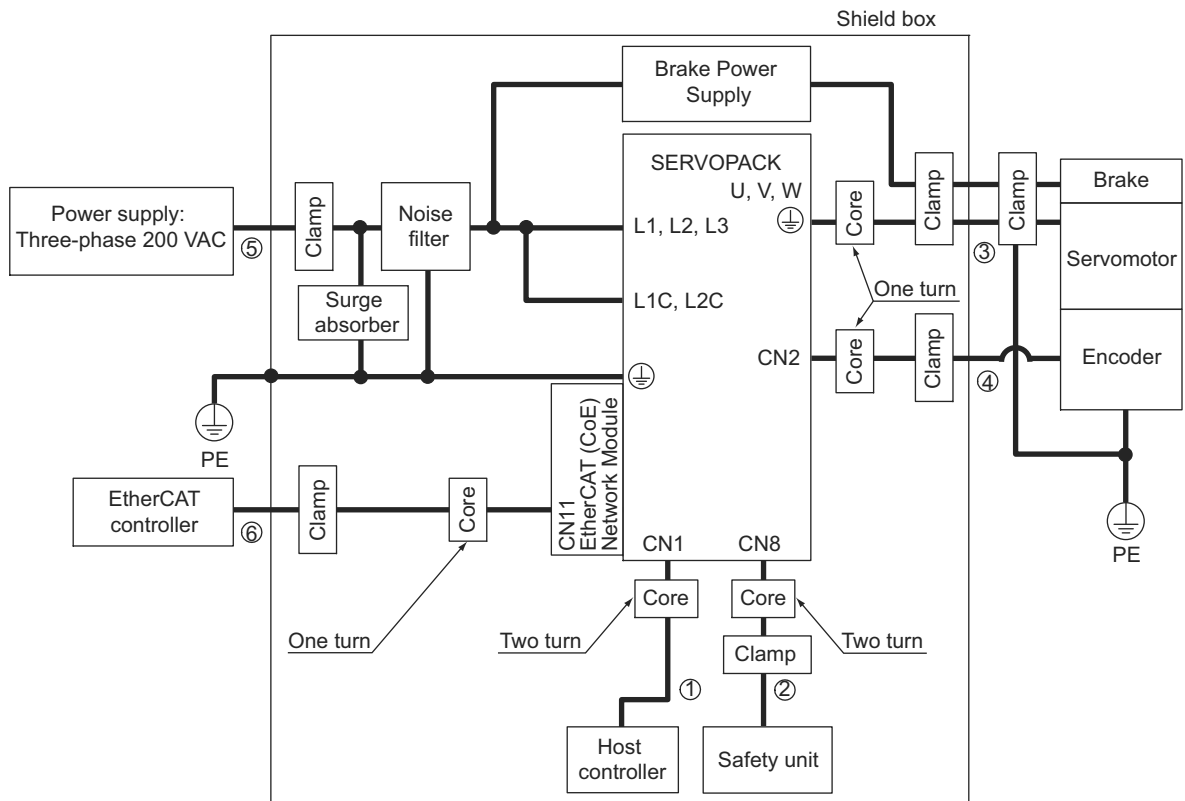 Shield box
Brake Power
Supply
SERVOPACK
U, V, W
Power supply:
Three-phase 200 VAC
⑤
Clamp
Noise
filter
L1, L2, L3
Core
Clamp
Clamp
Brake
③
Servomotor
Surge
absorber
L1C, L2C
One turn
CN2
Core
Clamp
④
Encoder
PE
CN11
EtherCAT (CoE)
Network Module
EtherCAT
controller
⑥
Clamp
Core
PE
CN1
CN8
Core
Core
One turn
Two turn
Two turn
Clamp
①
②
Host
controller
Safety unit